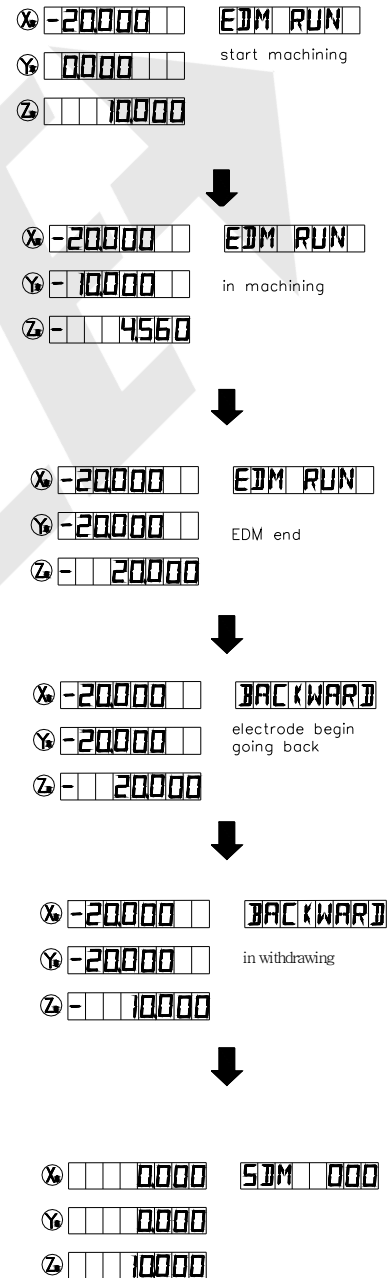 X -20.000 EDM RUN
Y 0.000 start machining
Z 10.000
X -20.000 EDM RUN
Y - 10.000 in machining
Z - 4.560
X -20.000 EDM RUN
Y -20.000 EDM end
Z - 20.000
X -20.000 BACKWARD
Y -20.000 electrode begin
going back
Z - 20.000
X -20.000 BACKWARD
Y -20.000 in withdrawing
Z - 10.000
X 0.000 SDM 000
Y 0.000
Z 10.000